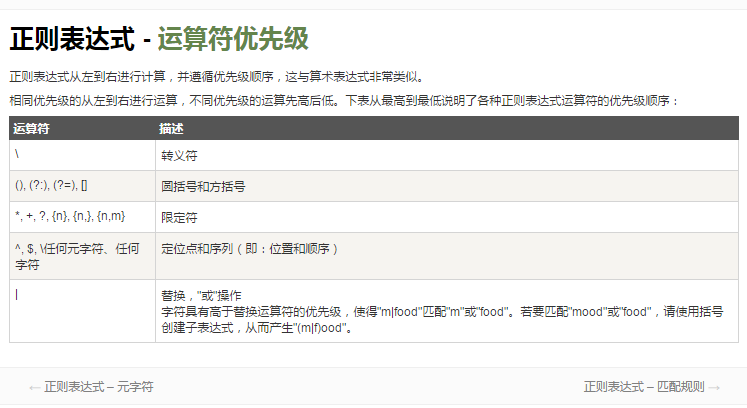 正则表达式 - 运算符优先级
正则表达式从左到右进行计算，并遵循优先级顺序，这与算术表达式非常类似。
相同优先级的从左到右进行运算，不同优先级的运算先高后低。下表从最高到最低说明了各种正则表达式运算符的优先级顺序：
运算符 描述
\ 转义符
(), (?:), (?=), [] 圆括号和方括号
*, +, ?, {n}, {n,}, {n,m} 限定符
^, $, \任何元字符、任何 定位点和序列（即：位置和顺序）
字符
| 替换，"或"操作
字符具有高于替换运算符的优先级，使得"m|food"匹配"m"或"food"。若要匹配"mood"或"food"，请使用括号
创建子表达式，从而产生"(m|f)ood"。
← 正则表达式 – 元字符 正则表达式 – 匹配规则 →